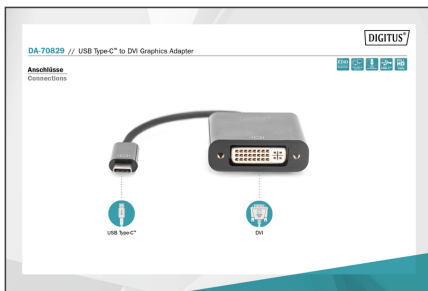 DIGITUS®
DA-70829 // USB Type-C™ to DVI Graphics Adapter
Anschlüsse
Connections
USB Type-C™
DVI